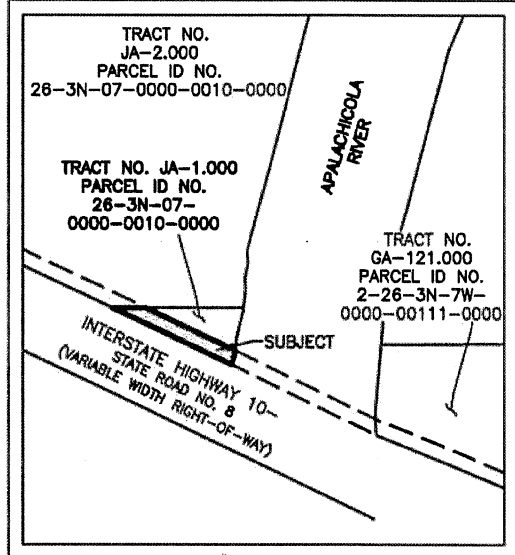 TRACT NO.
JA-2.000
PARCEL ID NO.
26-3N-07-0000-0010-0000
APALACHICOLA
RIVER
TRACT NO. JA-1.000
PARCEL ID NO.
26-3N-07-
0000-0010-0000
TRACT NO.
GA-121.000
PARCEL ID NO.
2-26-3N-7W-
0000-00111-0000
SUBJECT
INTERSTATE HIGHWAY 10-
STATE ROAD NO. 8
(VARIABLE WIDTH RIGHT-OF-WAY)